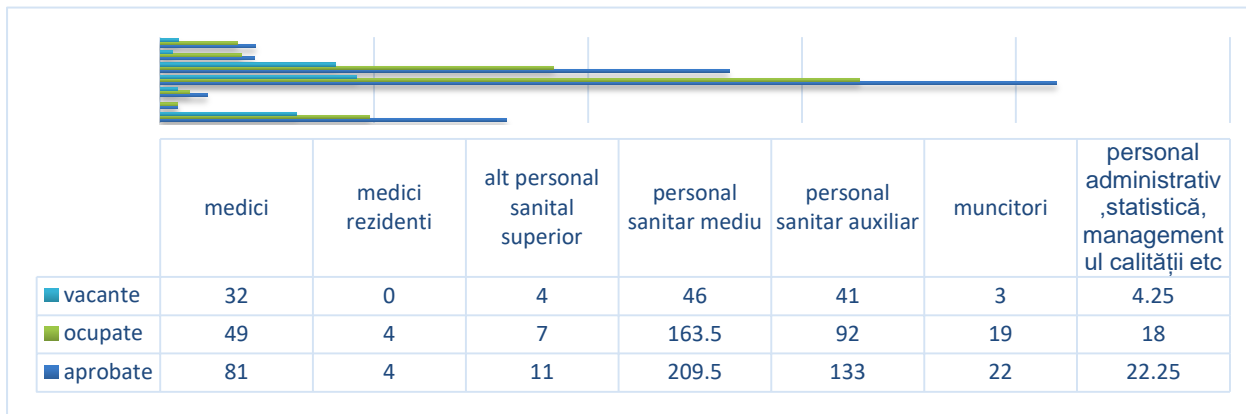 medici
medici
rezidenti
alt personal
sanital
superior
personal
sanitar mediu
personal
sanitar auxiliar
muncitori
personal
administrativ
,statistică,
management
ul calității etc
vacante 32 0 4 46 41 3 4.25
ocupate 49 4 7 163.5 92 19 18
aprobate 81 4 11 209.5 133 22 22.25